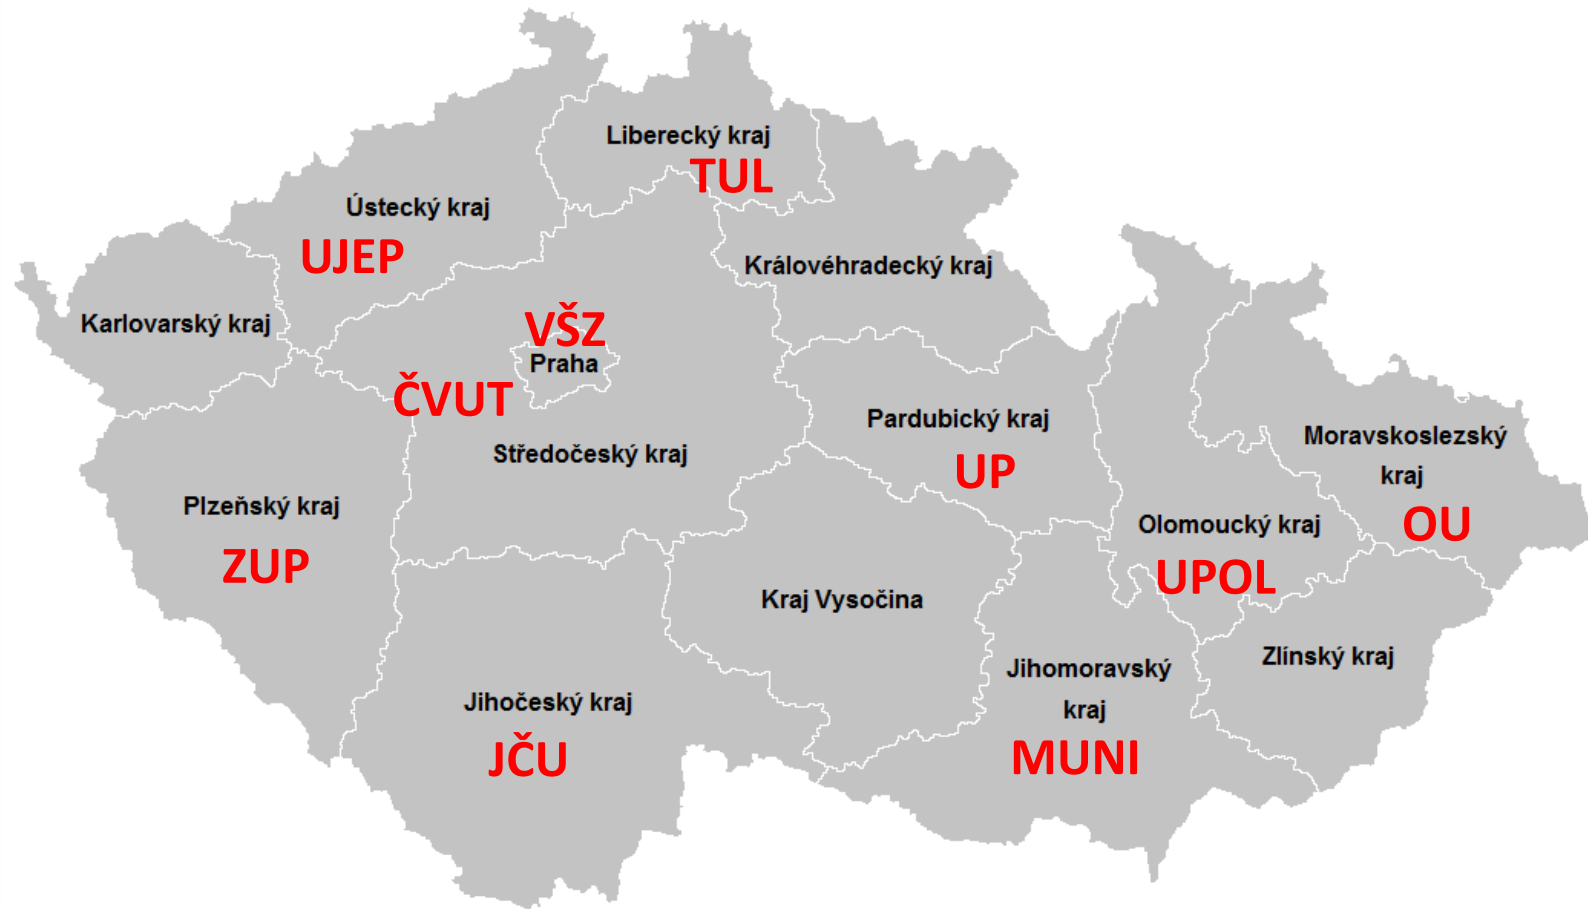 Liberecký kraj
TUL
Ústecký kraj
UJEP
Královéhradecký kraj
Karlovarský kraj
VŠZ
Praha
ČVUT
Pardubický kraj
UP
Středočeský kraj
Moravskoslezský
kraj
OU
Plzeňský kraj
ZUP
Olomoucký kraj
UPOL
Kraj Vysočina
Zlínský kraj
Jihomoravský
kraj
MUNI
Jihočeský kraj
JČU